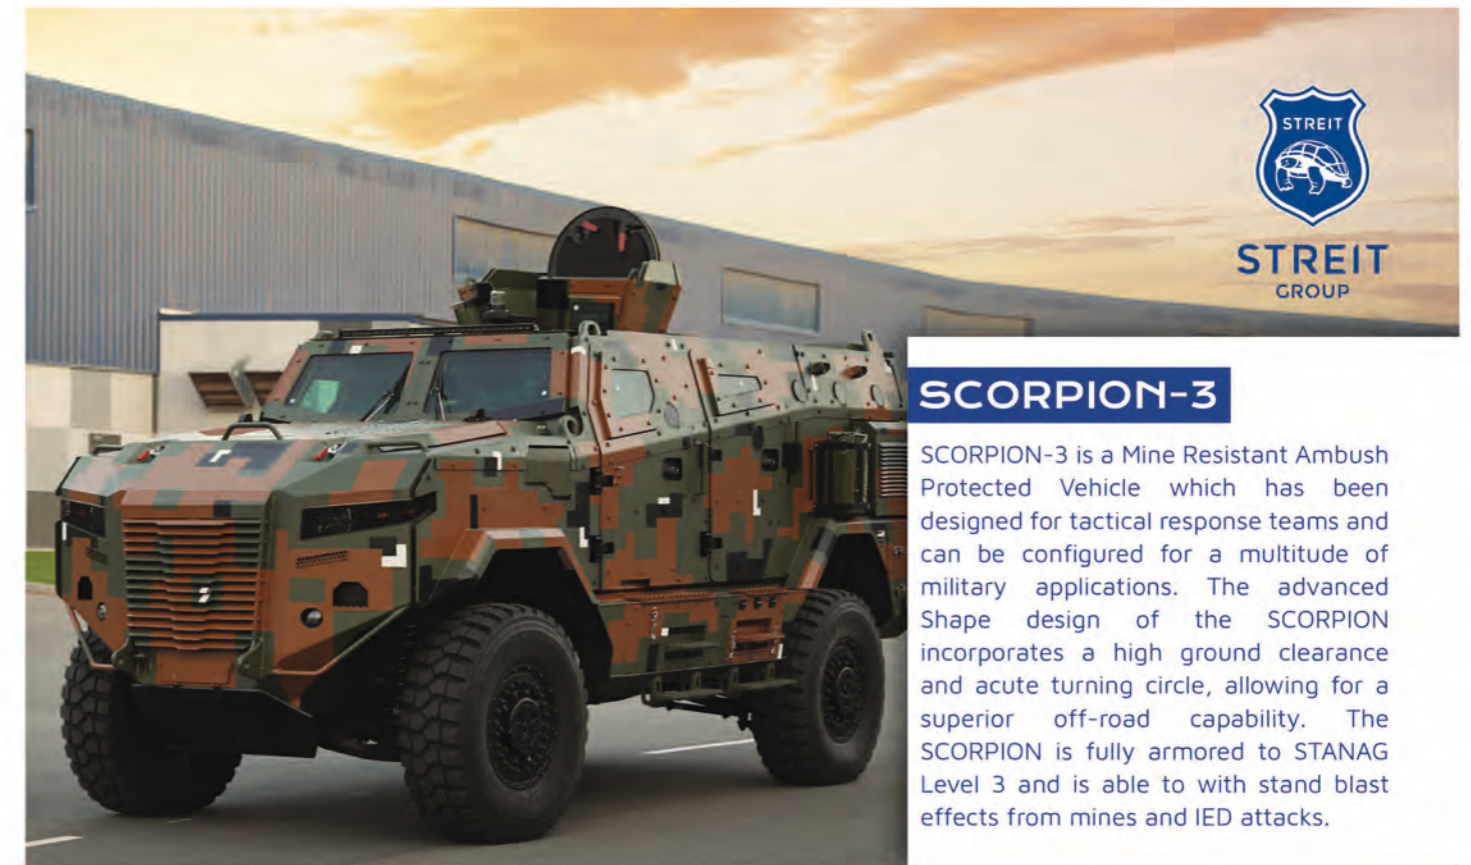 STREIT
STREIT
GROUP
SCORPION-3
SCORPION-3 is a Mine Resistant Ambush
Protected Vehicle which has been
designed for tactical response teams and
can be configured for a multitude of
military applications. The advanced
Shape design of the SCORPION
incorporates a high ground clearance
and acute turning circle, allowing for a
superior off-road capability. The
SCORPION is fully armored to STANAG
Level 3 and is able to with stand blast
effects from mines and IED attacks.